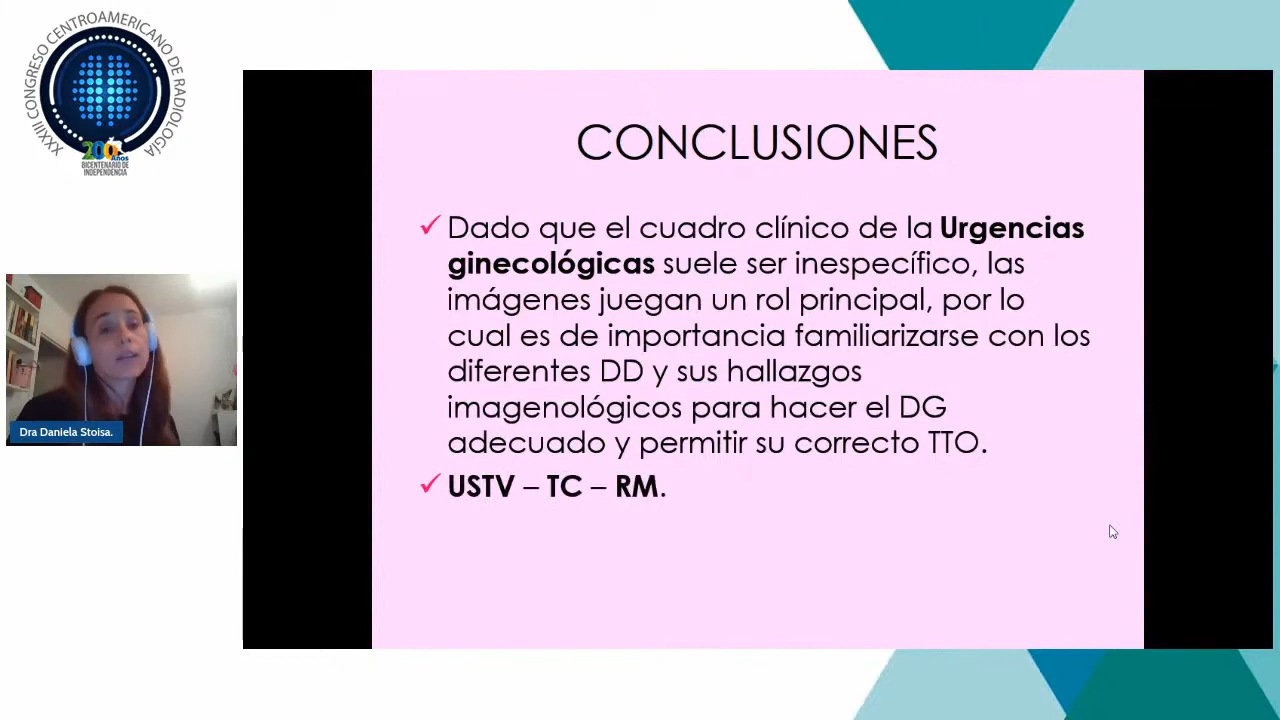 XXXIII CONGRESO CENTROAMERICANO DE RADIOLOGÍA
200 Años
BICENTENARIO DE
INDEPENDENCIA
CONCLUSIONES
✓ Dado que el cuadro clínico de la Urgencias
ginecológicas suele ser inespecífico, las
imágenes juegan un rol principal, por lo
cual es de importancia familiarizarse con los
diferentes DD y sus hallazgos
imagenológicos para hacer el DG
adecuado y permitir su correcto TTO.
✓ USTV – TC – RM.
Dra Daniela Stoisa.